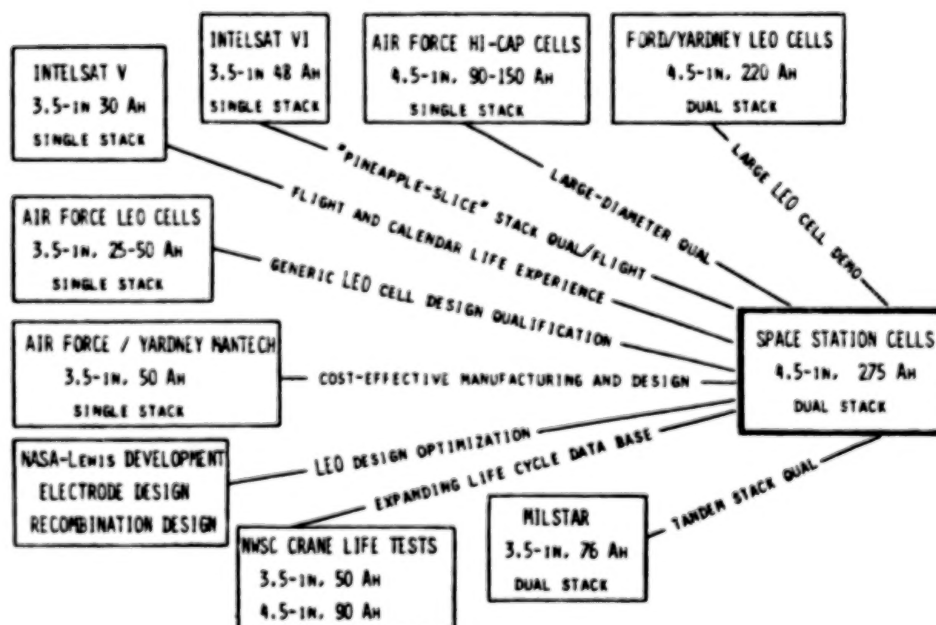 INTELSAT V
3.5-IN 30 AH
SINGLE STACK
INTELSAT VI
3.5-IN 48 AH
SINGLE STACK
AIR FORCE HI-CAP CELLS
4.5-IN, 90-150 AH
SINGLE STACK
FORD/YARDNEY LEO CELLS
4.5-IN, 220 AH
DUAL STACK
FLIGHT AND CALENDAR LIFE EXPERIENCE
"PINEAPPLE-SLICE" STACK QUAL/FLIGHT
LARGE-DIAMETER QUAL
LARGE LEO CELL DEMO
AIR FORCE LEO CELLS
3.5-IN, 25-50 AH
SINGLE STACK
GENERIC LEO CELL DESIGN QUALIFICATION
AIR FORCE / YARDNEY MANTECH
3.5-IN, 50 AH
SINGLE STACK
COST-EFFECTIVE MANUFACTURING AND DESIGN
SPACE STATION CELLS
4.5-IN, 275 AH
DUAL STACK
NASA-LEWIS DEVELOPMENT
ELECTRODE DESIGN
RECOMBINATION DESIGN
LEO DESIGN OPTIMIZATION
EXPANDING LIFE CYCLE DATA BASE
NWSC CRANE LIFE TESTS
3.5-IN, 50 AH
4.5-IN, 90 AH
MILSTAR
3.5-IN, 76 AH
DUAL STACK
TANDEM STACK QUAL